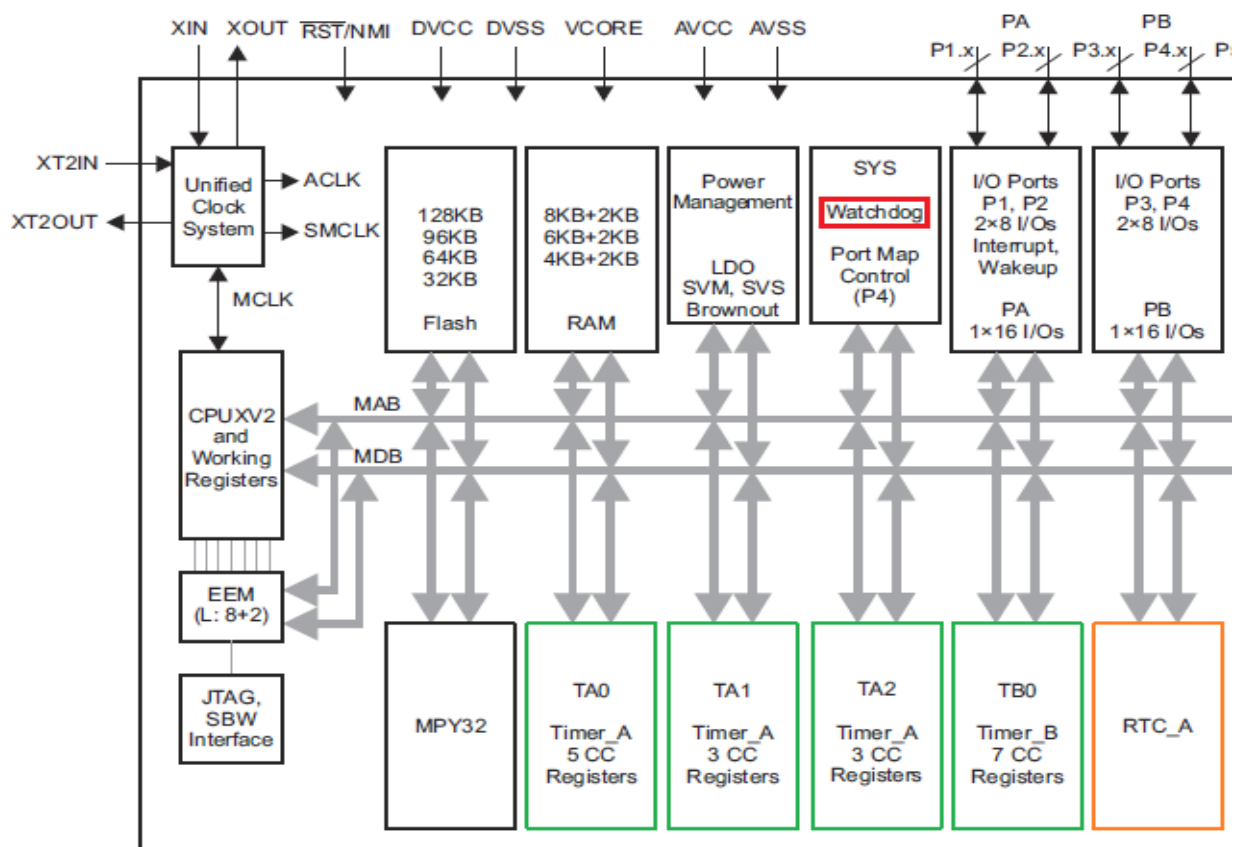 XIN XOUT RST/NMI DVCC DVSS VCORE AVCC AVSS
PA PB
P1.x P2.x P3.x P4.x
XT2IN
XT2OUT
Unified
Clock
System
ACLK
SMCLK
MCLK
128KB
96KB
64KB
32KB
Flash
8KB+2KB
6KB+2KB
4KB+2KB
RAM
Power
Management
LDO
SVM, SVS
Brownout
SYS
Watchdog
Port Map
Control
(P4)
I/O Ports
P1, P2
2×8 I/Os
Interrupt,
Wakeup
PA
1×16 I/Os
I/O Ports
P3, P4
2×8 I/Os
PB
1×16 I/Os
CPUXV2
and
Working
Registers
MAB
MDB
EEM
(L: 8+2)
JTAG,
SBW
Interface
MPY32
TA0
Timer_A
5 CC
Registers
TA1
Timer_A
3 CC
Registers
TA2
Timer_A
3 CC
Registers
TB0
Timer_B
7 CC
Registers
RTC_A